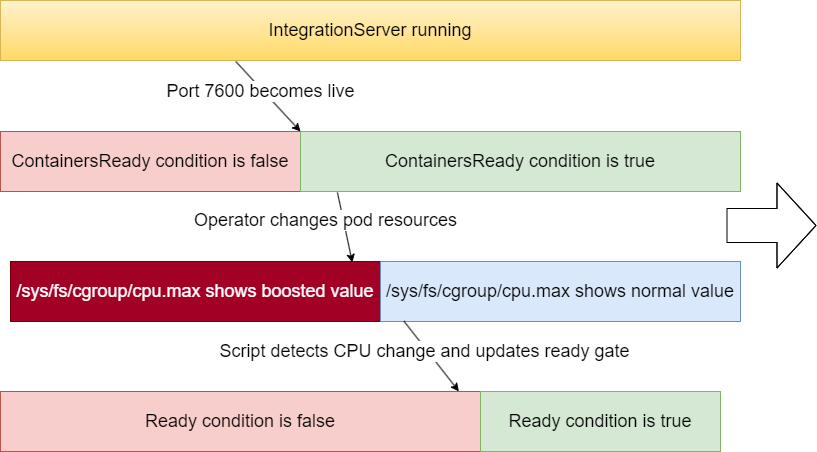 IntegrationServer running
Port 7600 becomes live
ContainersReady condition is false
ContainersReady condition is true
Operator changes pod resources
/sys/fs/cgroup/cpu.max shows boosted value
/sys/fs/cgroup/cpu.max shows normal value
Script detects CPU change and updates ready gate
Ready condition is false
Ready condition is true